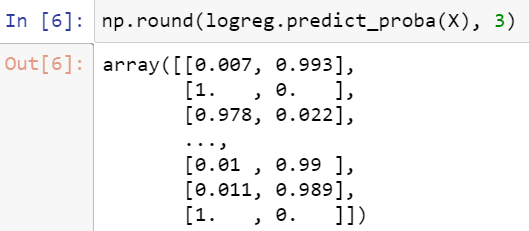 In [6]: np.round(logreg.predict_proba(X), 3)
Out[6]: array([[0.007, 0.993],
       [1.   , 0.   ],
       [0.978, 0.022],
       ...,
       [0.01 , 0.99 ],
       [0.011, 0.989],
       [1.   , 0.   ]])